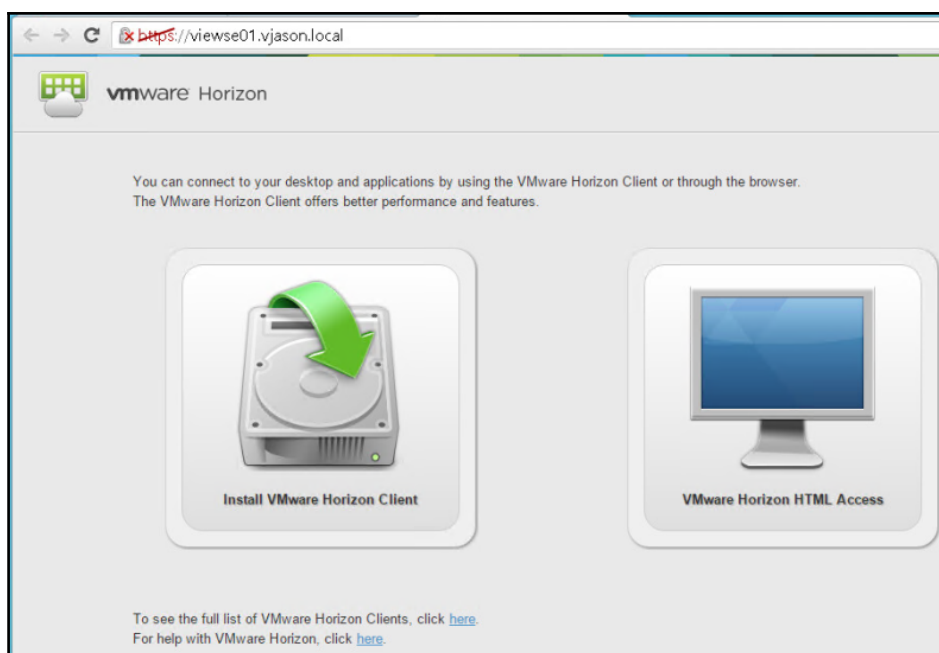 https://viewse01.vjason.local
vmware Horizon
You can connect to your desktop and applications by using the VMware Horizon Client or through the browser.
The VMware Horizon Client offers better performance and features.
Install VMware Horizon Client
VMware Horizon HTML Access
To see the full list of VMware Horizon Clients, click here.
For help with VMware Horizon, click here.